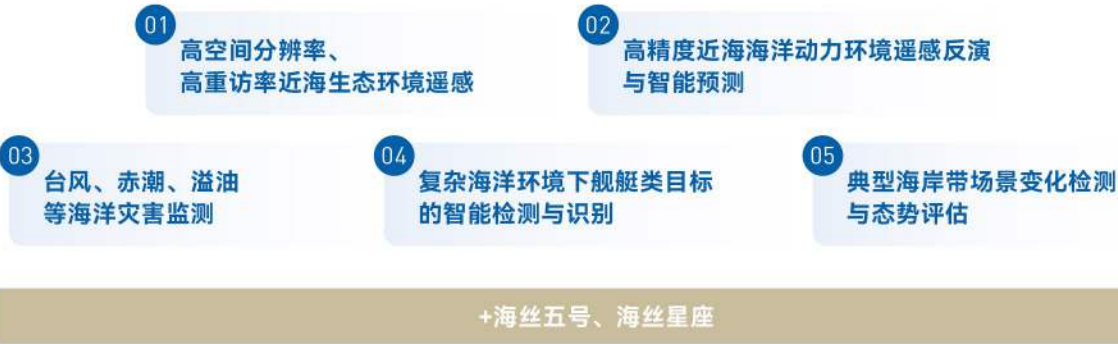 01
高空间分辨率、
高重访率近海生态环境遥感
02
高精度近海海洋动力环境遥感反演
与智能预测
03
台风、赤潮、溢油
等海洋灾害监测
04
复杂海洋环境下舰艇类目标
的智能检测与识别
05
典型海岸带场景变化检测
与态势评估
+海丝五号、海丝星座